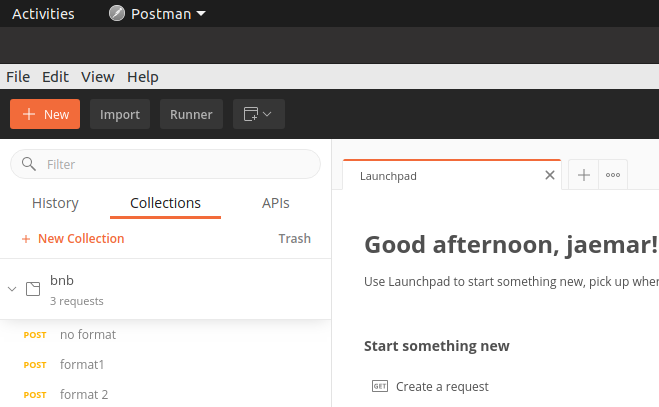 Activities Postman
File Edit View Help
+ New Import Runner
Filter
Launchpad
History Collections APIs
+ New Collection Trash
Good afternoon, jaemar!
bnb
3 requests
Use Launchpad to start something new, pick up wher
POST no format
Start something new
POST format1
GET Create a request
POST format 2